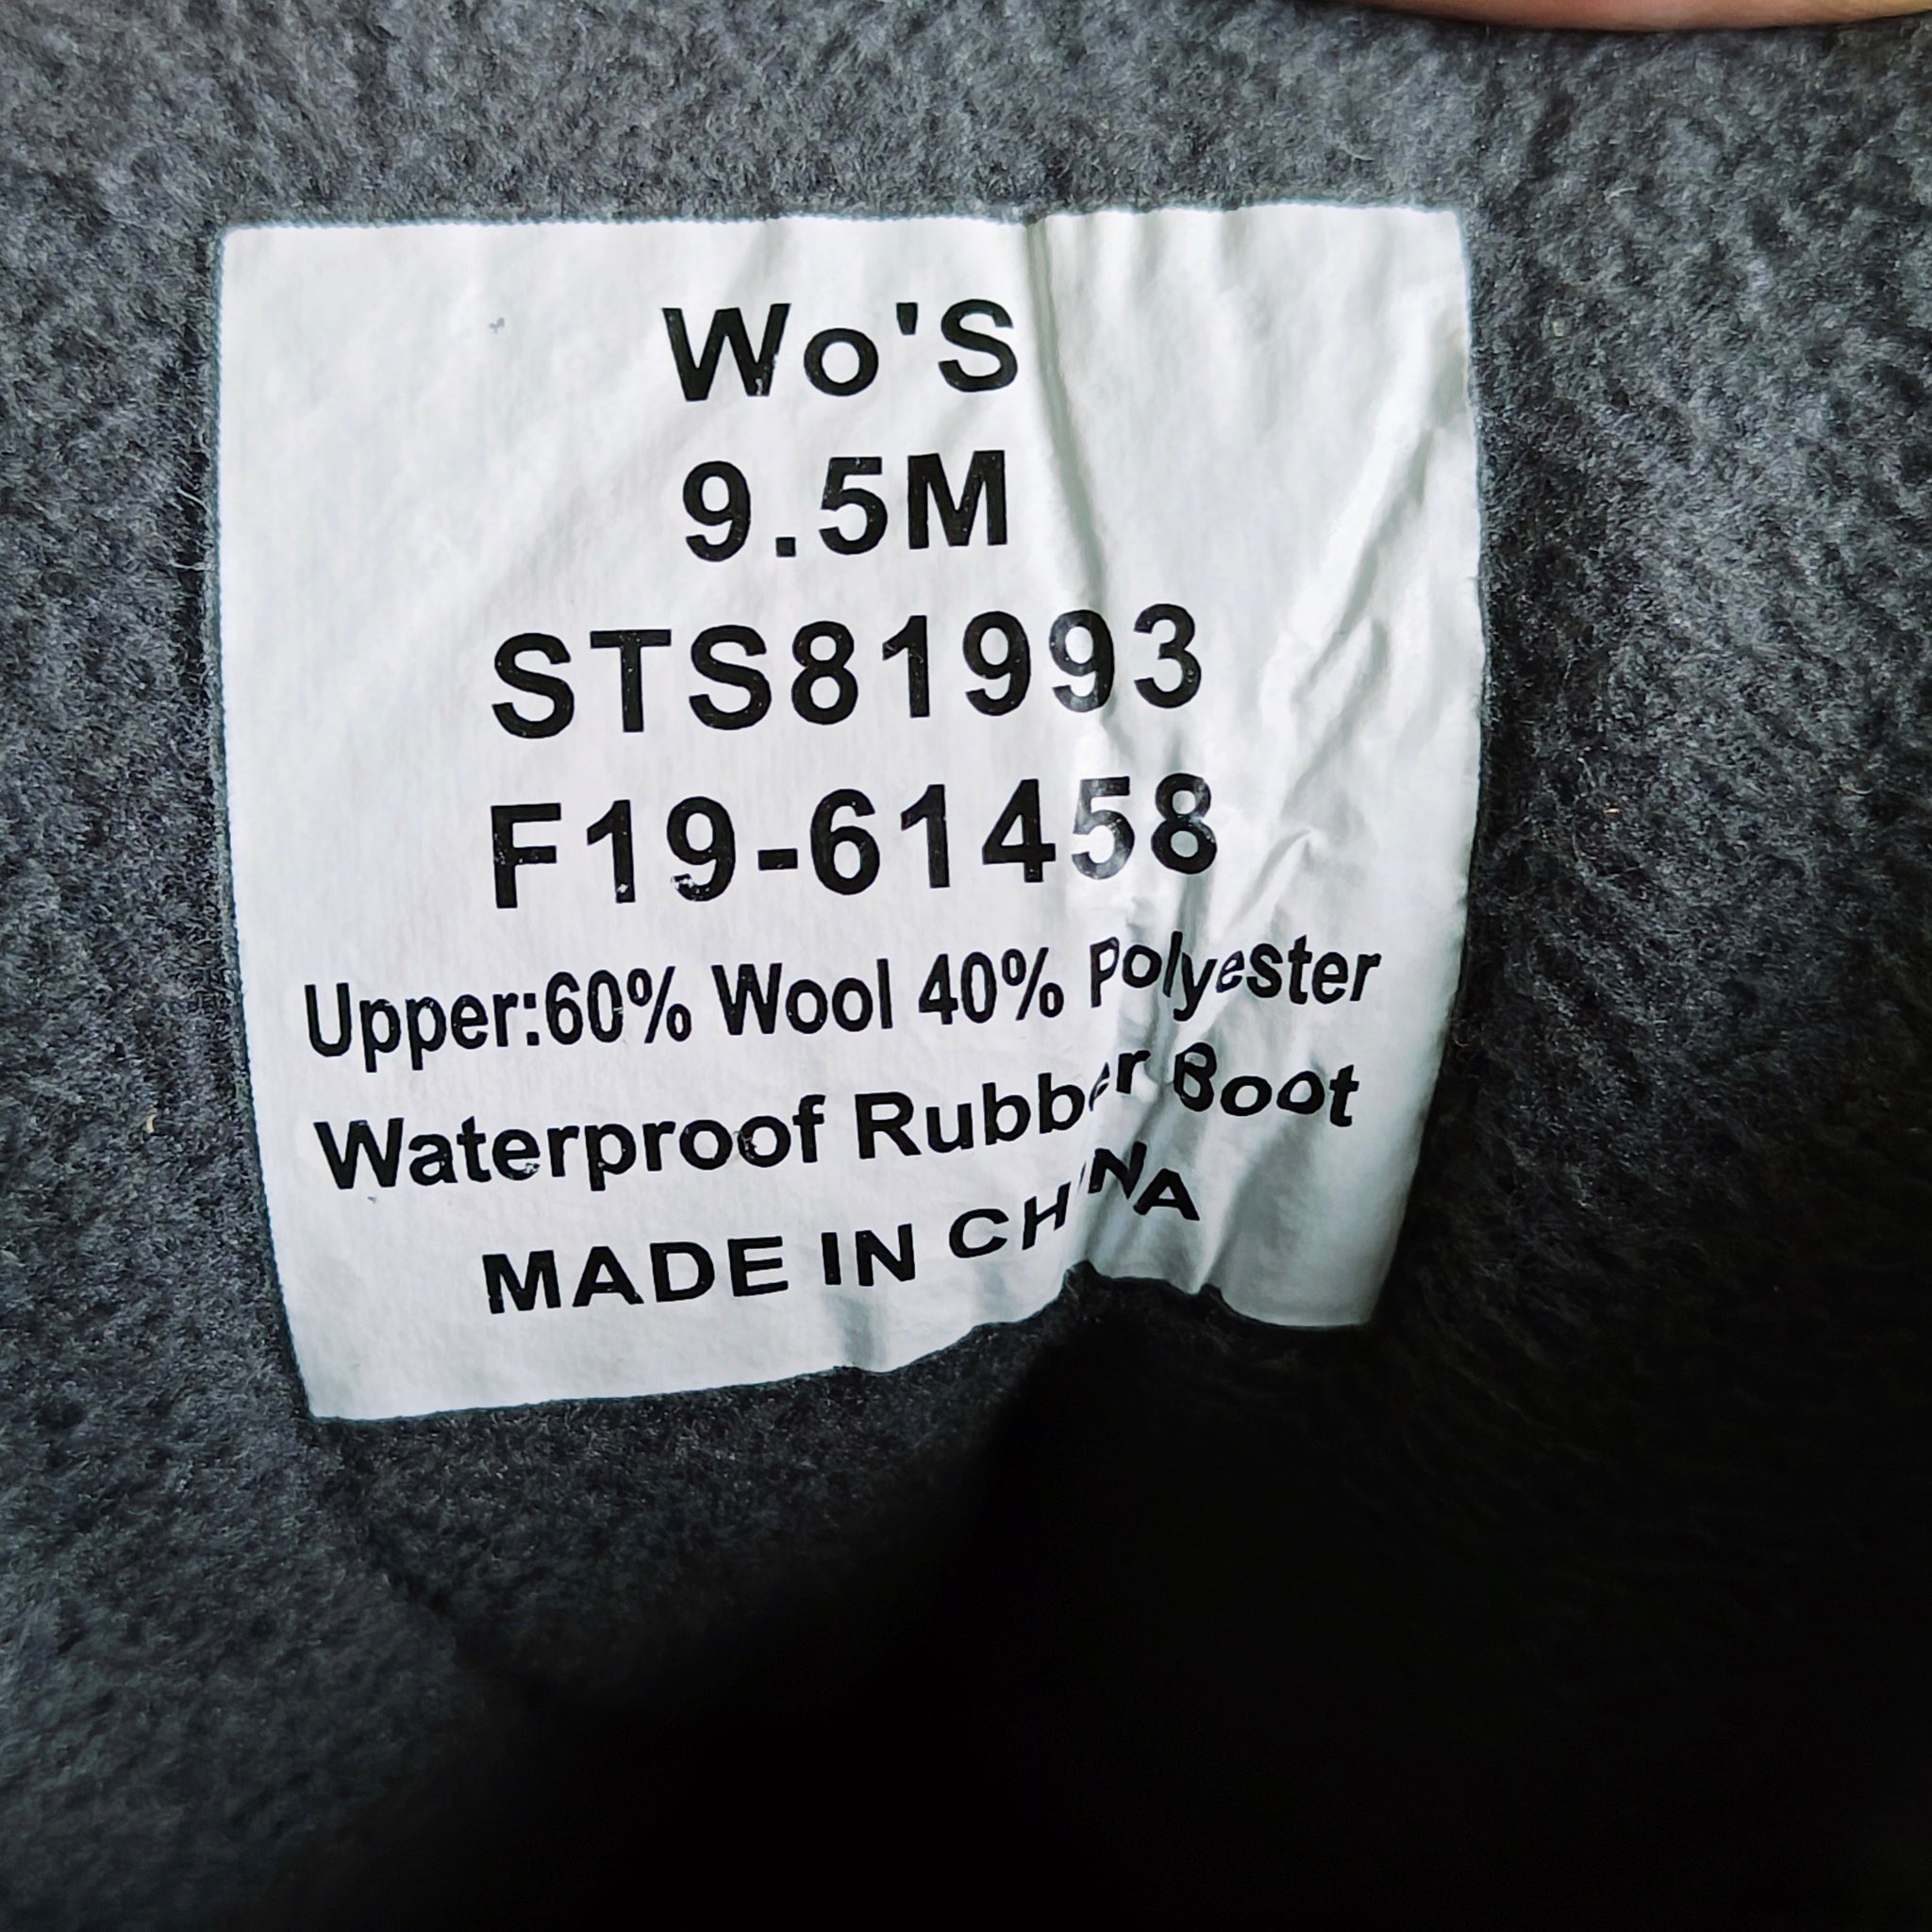 Wo'S
9.5M
STS81993
F19-61458
Upper:60% Wool 40% Polyester
Waterproof Rubber Boot
MADE IN CHINA